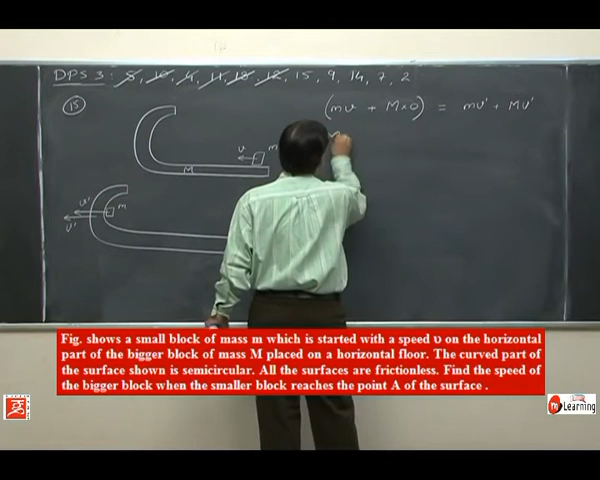 DPS 3 : 8, 10, 4, 11, 18, 12, 15, 9, 14, 7, 2
15
(mv + M×0) = mv' + Mv'
v
m
M
v'
m
v'
Fig. shows a small block of mass m which is started with a speed υ on the horizontal
part of the bigger block of mass M placed on a horizontal floor. The curved part of
the surface shown is semicircular. All the surfaces are frictionless. Find the speed of
the bigger block when the smaller block reaches the point A of the surface .
m Learning